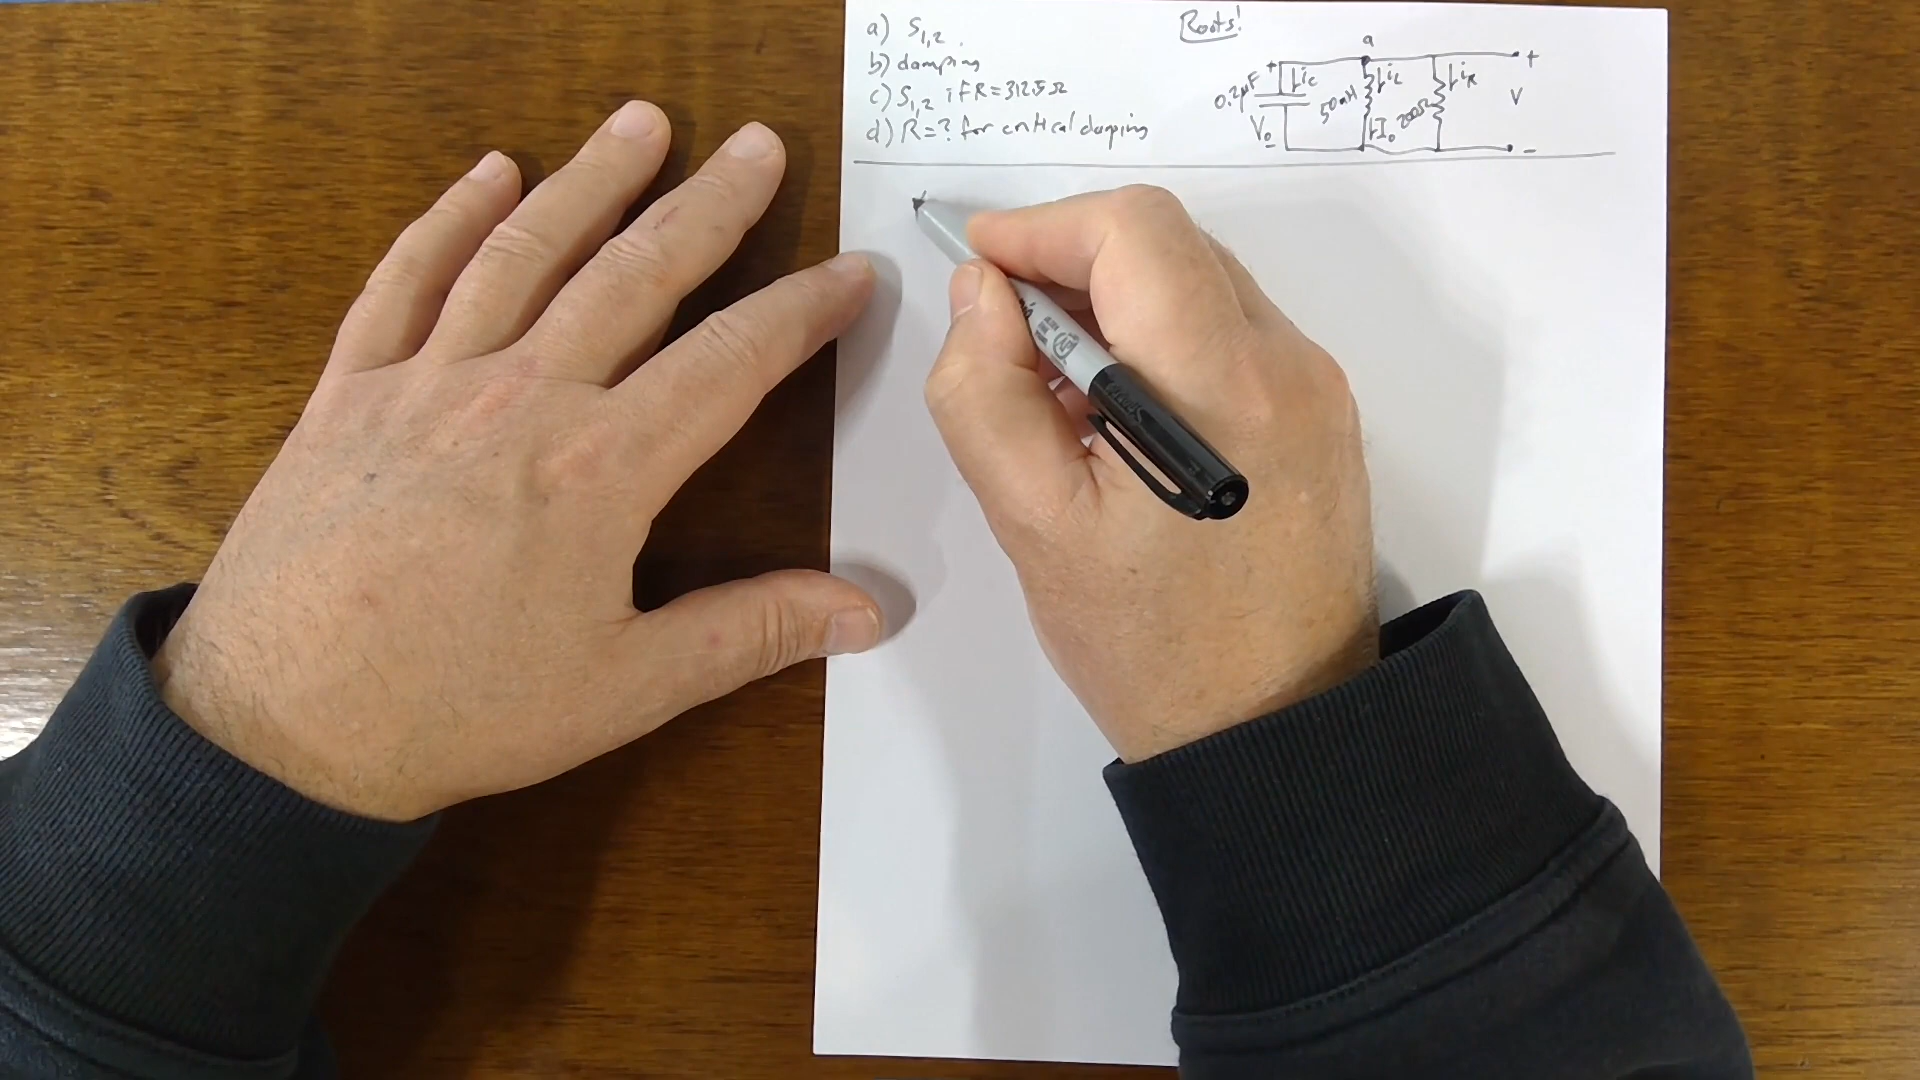 a) S1,2
b) damping
c) S1,2 if R=312.5Ω
d) R=? for critical damping
Roots!
a
+
iC
iL
iR
+
0.2μF
50mH
200Ω
V
V0
I0
-
-
AP